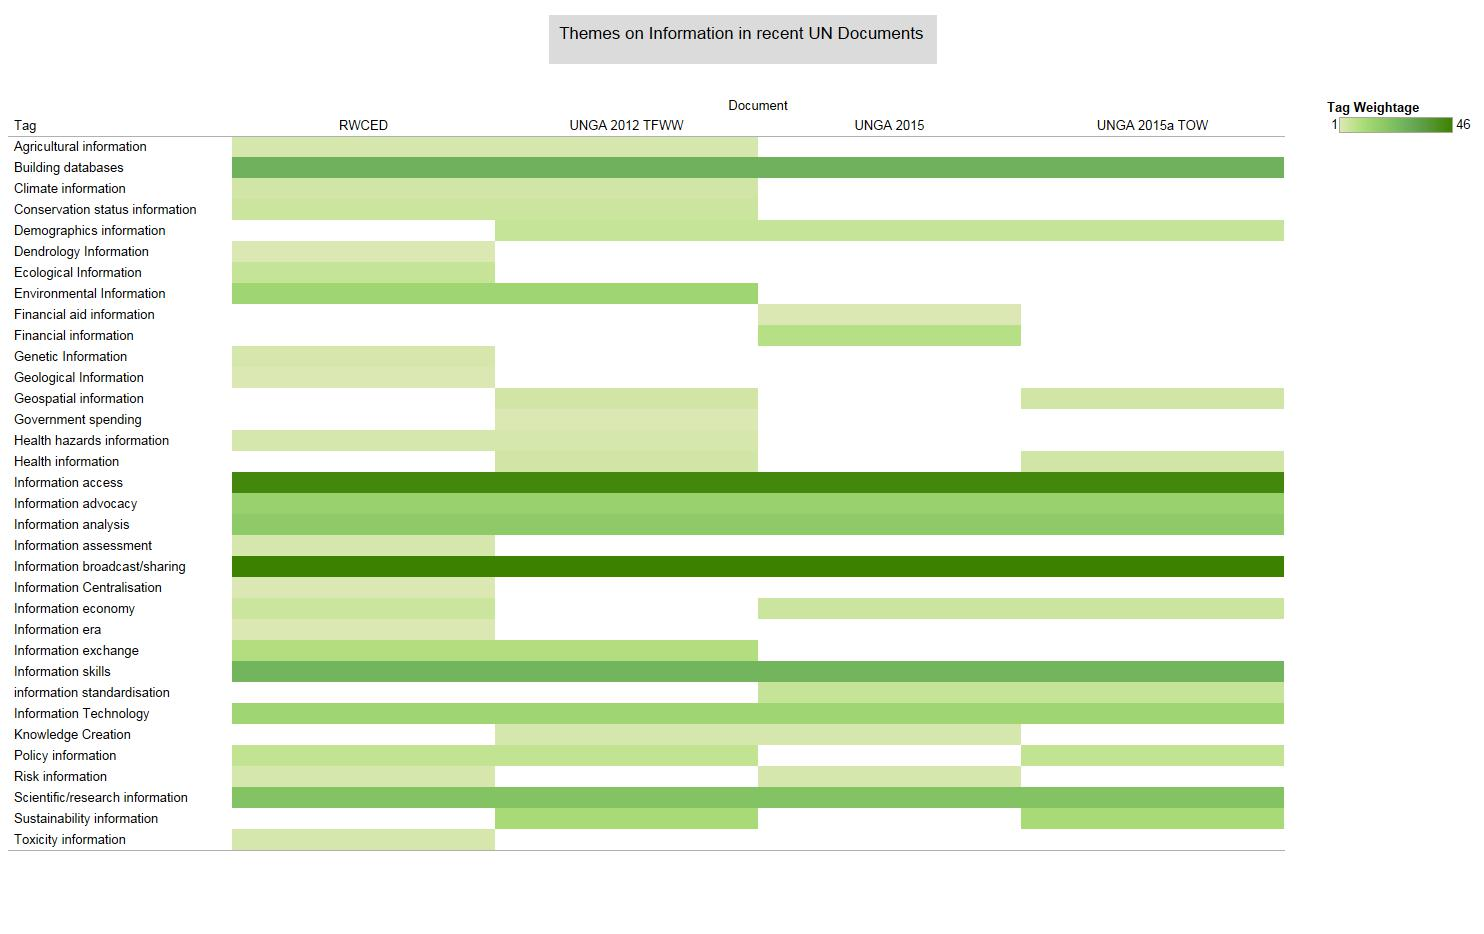 Themes on Information in recent UN Documents
Document
Tag Weightage
Tag RWCED UNGA 2012 TFWW UNGA 2015 UNGA 2015a TOW
1 46
Agricultural information
Building databases
Climate information
Conservation status information
Demographics information
Dendrology Information
Ecological Information
Environmental Information
Financial aid information
Financial information
Genetic Information
Geological Information
Geospatial information
Government spending
Health hazards information
Health information
Information access
Information advocacy
Information analysis
Information assessment
Information broadcast/sharing
Information Centralisation
Information economy
Information era
Information exchange
Information skills
information standardisation
Information Technology
Knowledge Creation
Policy information
Risk information
Scientific/research information
Sustainability information
Toxicity information